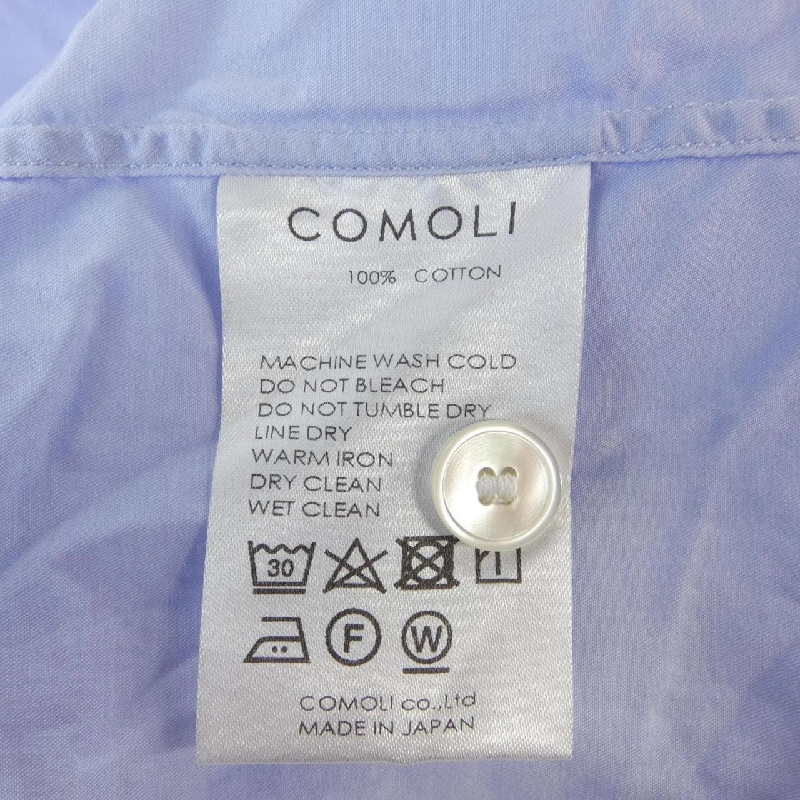 COMOLI
100% COTTON
MACHINE WASH COLD
DO NOT BLEACH
DO NOT TUMBLE DRY
LINE DRY
WARM IRON
DRY CLEAN
WET CLEAN
30
F W
COMOLI co.,Ltd
MADE IN JAPAN